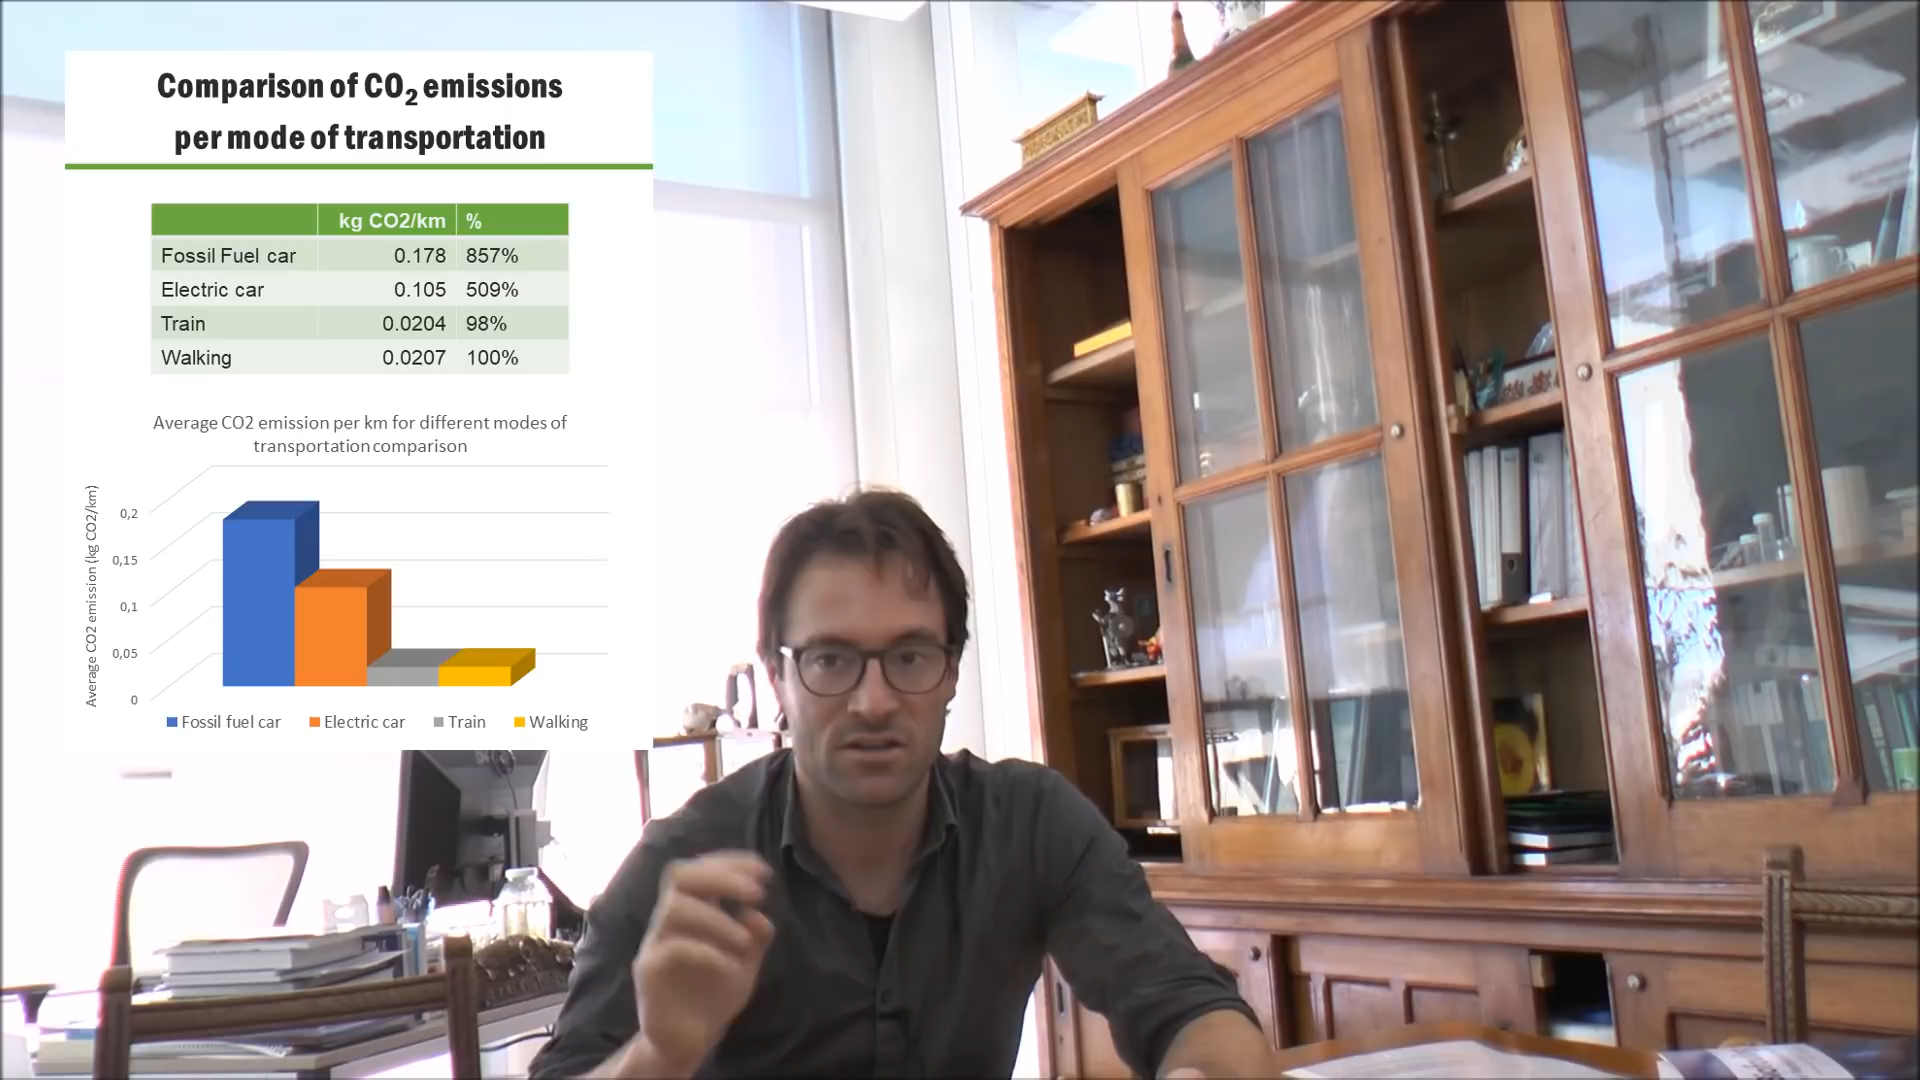 Comparison of CO2 emissions
per mode of transportation
kg CO2/km %
Fossil Fuel car 0.178 857%
Electric car 0.105 509%
Train 0.0204 98%
Walking 0.0207 100%
Average CO2 emission per km for different modes of
transportation comparison
Average CO2 emission (kg CO2/km)
0,2
0,15
0,1
0,05
0
Fossil fuel car Electric car Train Walking